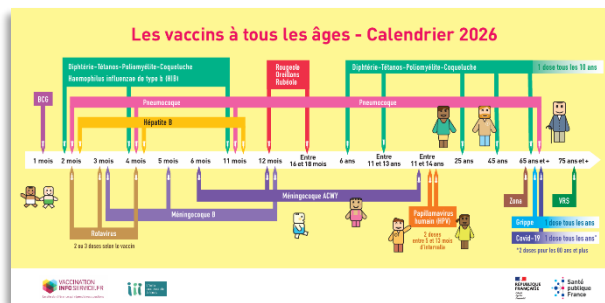 Les vaccins à tous les âges - Calendrier 2026
Diphtérie-Tétanos-Poliomyélite-Coqueluche
Haemophilus influenzae de type b (HIB)
Rougeole
Oreillons
Rubéole
Diphtérie-Tétanos-Poliomyélite-Coqueluche
1 dose tous les 10 ans
BCG
Pneumocoque
Pneumocoque
Hépatite B
1 mois
2 mois
3 mois
4 mois
5 mois
6 mois
11 mois
12 mois
Entre
16 et 18 mois
6 ans
Entre
11 et 13 ans
Entre
11 et 14 ans
25 ans
45 ans
65 ans et +
75 ans et +
Méningocoque ACWY
Méningocoque B
Rotavirus
2 ou 3 doses selon le vaccin
Papillomavirus
humain (HPV)
2 doses
entre 5 et 13 mois
d'intervalle
Zona
VRS
Grippe
1 dose tous les ans
Covid-19
1 dose tous les ans*
*2 doses pour les 80 ans et plus
VACCINATION
INFO SERVICE.FR
RÉPUBLIQUE
FRANÇAISE
Santé
publique
France